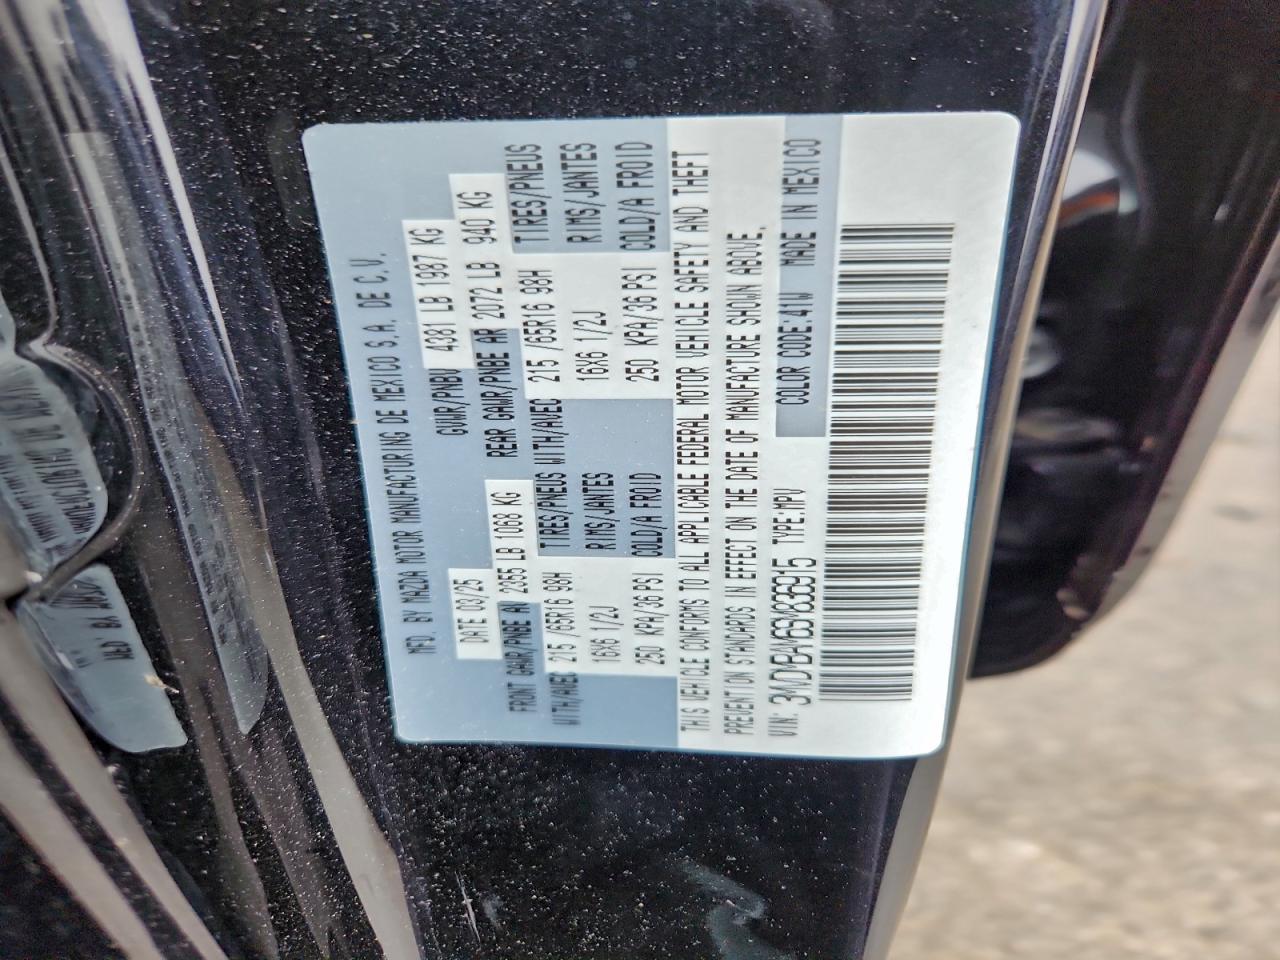 MFD. BY MAZDA MOTOR MANUFACTURING DE MEXICO S.A. DE C.V.
DATE 03/25 GVWR/PNBV 4381 LB 1987 KG
FRONT GAWR/PNBE AV 2355 LB 1068 KG REAR GAWR/PNBE AR 2072 LB 940 KG
WITH/AVEC 215 /65R16 98H TIRES/PNEUS WITH/AVEC 215 /65R16 98H TIRES/PNEUS
16X6 1/2J RIMS/JANTES 16X6 1/2J RIMS/JANTES
250 KPA/36 PSI COLD/A FROID 250 KPA/36 PSI COLD/A FROID
THIS VEHICLE CONFORMS TO ALL APPLICABLE FEDERAL MOTOR VEHICLE SAFETY AND THEFT
PREVENTION STANDARDS IN EFFECT ON THE DATE OF MANUFACTURE SHOWN ABOVE.
VIN: 3MVDMBAM6SM836915 TYPE:MPV COLOR CODE:41W MADE IN MEXICO